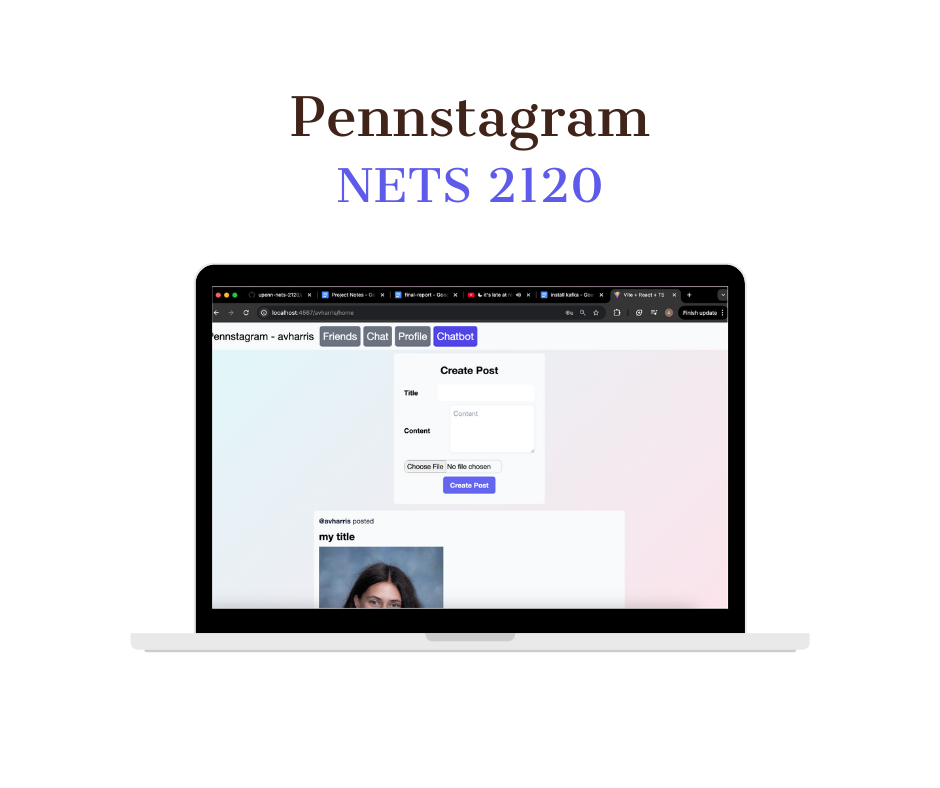 Pennstagram
NETS 2120
upenn-nets-2120/ Project Notes - Go final-report - Goo it's late at n install kafka - Goo Vite + React + TS
localhost:4567/avharris/home Finish update
Pennstagram - avharris Friends Chat Profile Chatbot
Create Post
Title
Content
Content
Choose File No file chosen
Create Post
@avharris posted
my title